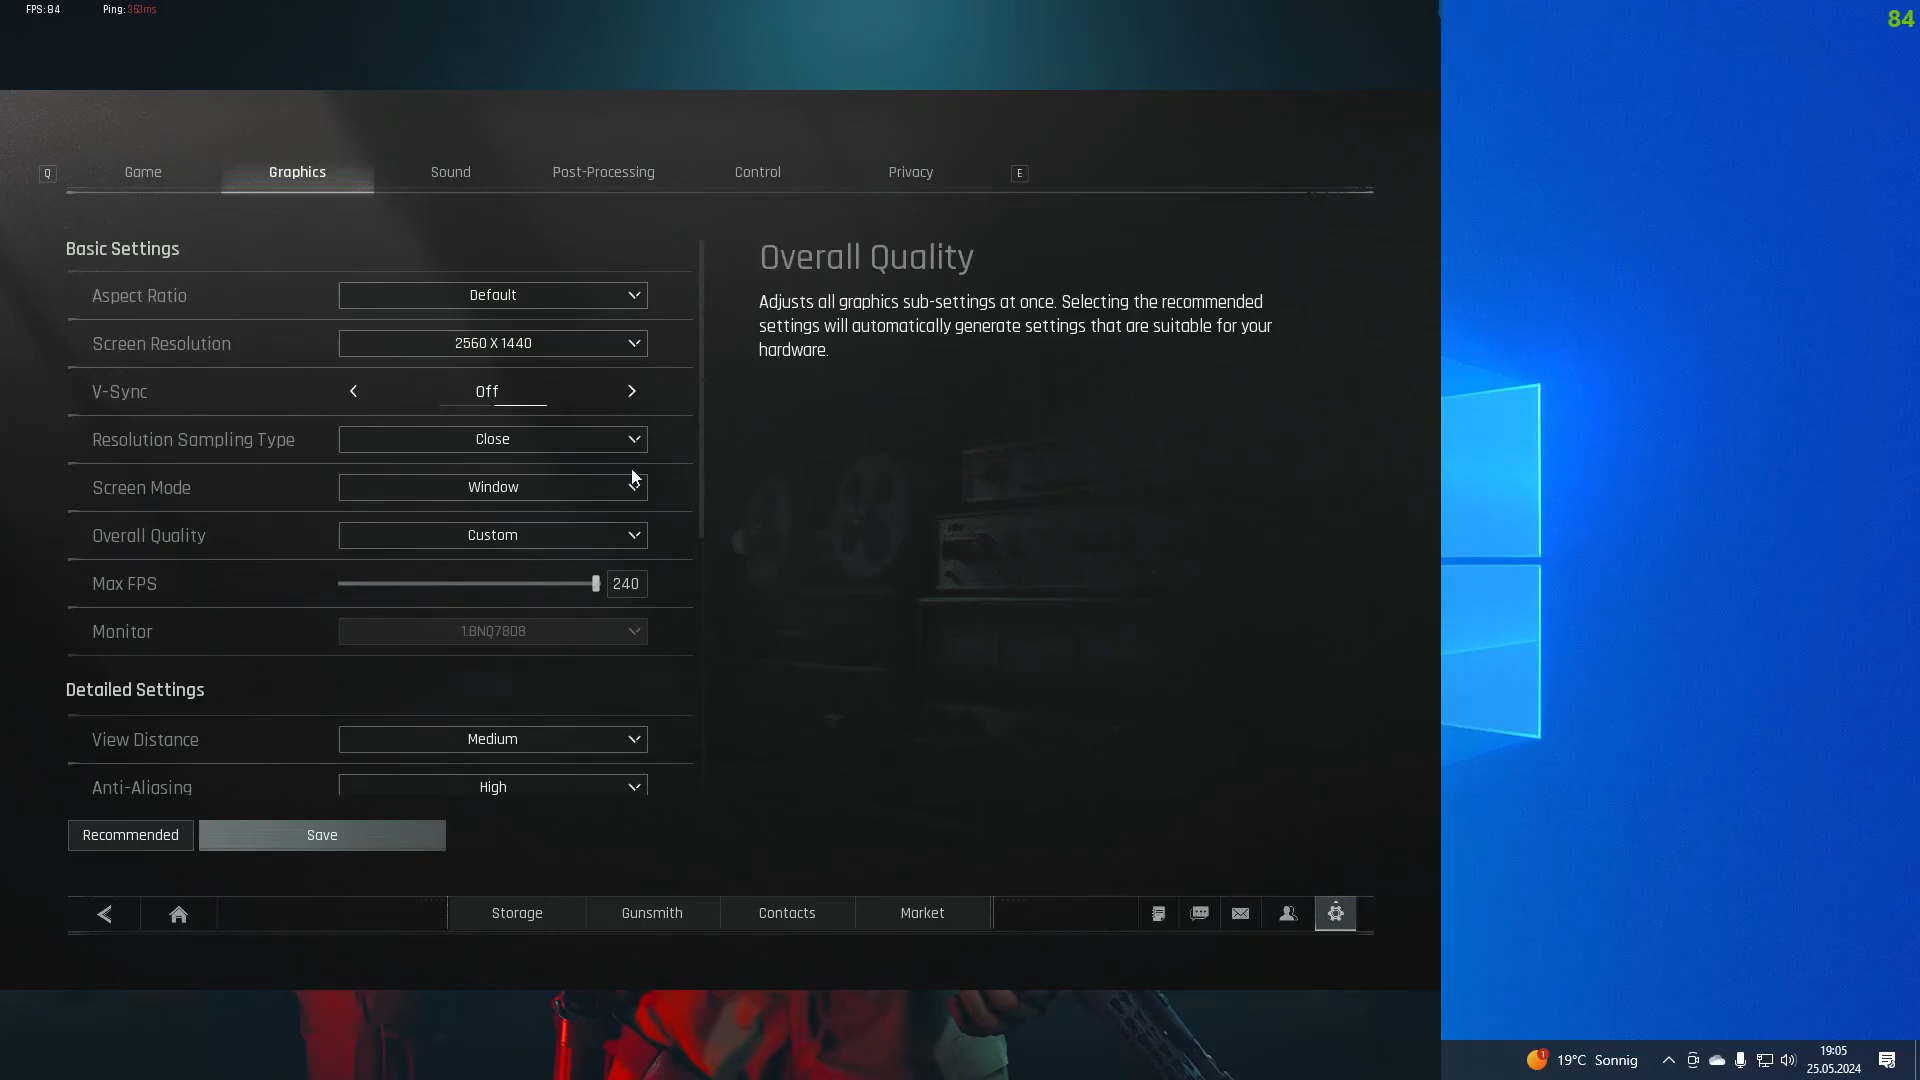 FPS: 84 Ping: 353ms
84
Q Game Graphics Sound Post-Processing Control Privacy E
Basic Settings
Aspect Ratio Default
Screen Resolution 2560 X 1440
V-Sync Off
Resolution Sampling Type Close
Screen Mode Window
Overall Quality Custom
Max FPS 240
Monitor 1:BNQ78D8
Detailed Settings
View Distance Medium
Anti-Aliasing High
Recommended Save
Overall Quality
Adjusts all graphics sub-settings at once. Selecting the recommended
settings will automatically generate settings that are suitable for your
hardware.
Storage Gunsmith Contacts Market
1 19°C Sonnig
19:05
25.05.2024